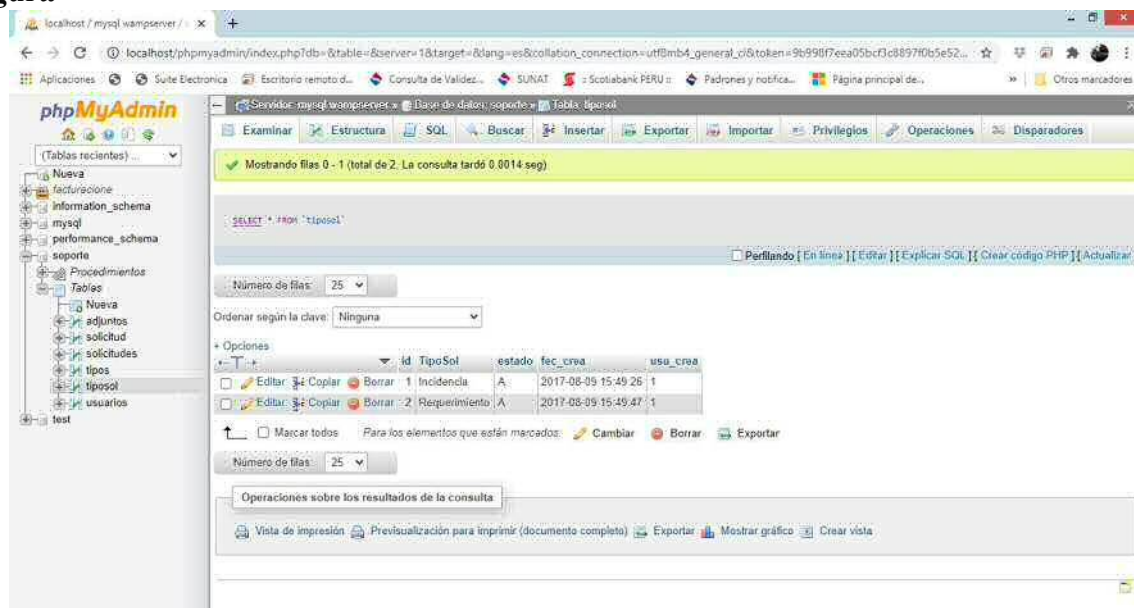 localhost / mysql wampserver /
localhost/phpmyadmin/index.php?db=&table=&server=1&target=&lang=es&collation_connection=utf8mb4_general_ci&token=9b998f7eea05bcf3c8897f0b5e52...
Aplicaciones Suite Electronica Escritorio remoto d... Consulta de Validez... SUNAT :: Scotiabank PERU :: Padrones y notifica... Página principal de... » Otros marcadores
phpMyAdmin
(Tablas recientes) ...
Nueva
facturacione
information_schema
mysql
performance_schema
soporte
Procedimientos
Tablas
Nueva
adjuntos
solicitud
solicitudes
tipos
tiposol
usuarios
test
Servidor: mysql wampserver » Base de datos: soporte » Tabla: tiposol
Examinar Estructura SQL Buscar Insertar Exportar Importar Privilegios Operaciones Disparadores
Mostrando filas 0 - 1 (total de 2, La consulta tardó 0.0014 seg)
SELECT * FROM `tiposol`
Perfilando [ En línea ] [ Editar ] [ Explicar SQL ] [ Crear código PHP ] [ Actualizar
Número de filas: 25
Ordenar según la clave: Ninguna
+ Opciones
id TipoSol estado fec_crea usu_crea
Editar Copiar Borrar 1 Incidencia A 2017-08-09 15:49:26 1
Editar Copiar Borrar 2 Requerimiento A 2017-08-09 15:49:47 1
Marcar todos Para los elementos que están marcados: Cambiar Borrar Exportar
Número de filas: 25
Operaciones sobre los resultados de la consulta
Vista de impresión Previsualización para imprimir (documento completo) Exportar Mostrar gráfico Crear vista